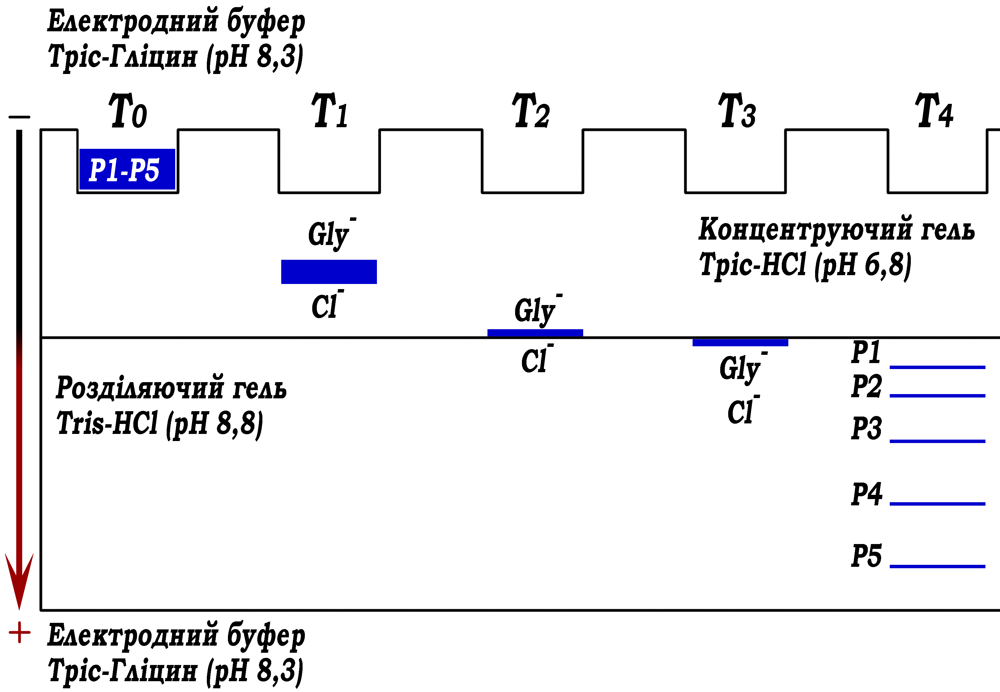 Електродний буфер
Тріс-Гліцин (pH 8,3)
T0 T1 T2 T3 T4
−
P1-P5
Gly-
Cl-
Концентруючий гель
Тріс-HCl (pH 6,8)
Gly-
Cl-
Gly-
Cl-
Розділяючий гель
Tris-HCl (pH 8,8)
P1
P2
P3
P4
P5
+
Електродний буфер
Тріс-Гліцин (pH 8,3)